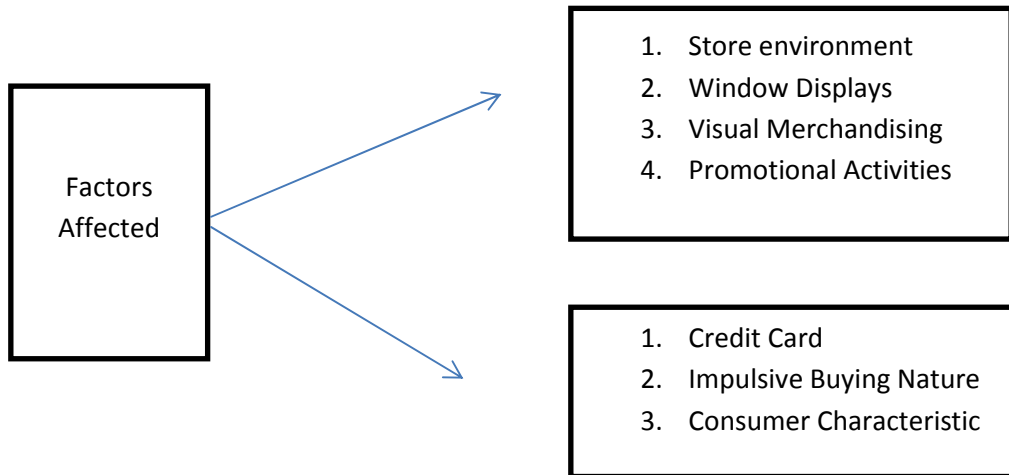 Factors
Affected
1. Store environment
2. Window Displays
3. Visual Merchandising
4. Promotional Activities
1. Credit Card
2. Impulsive Buying Nature
3. Consumer Characteristic